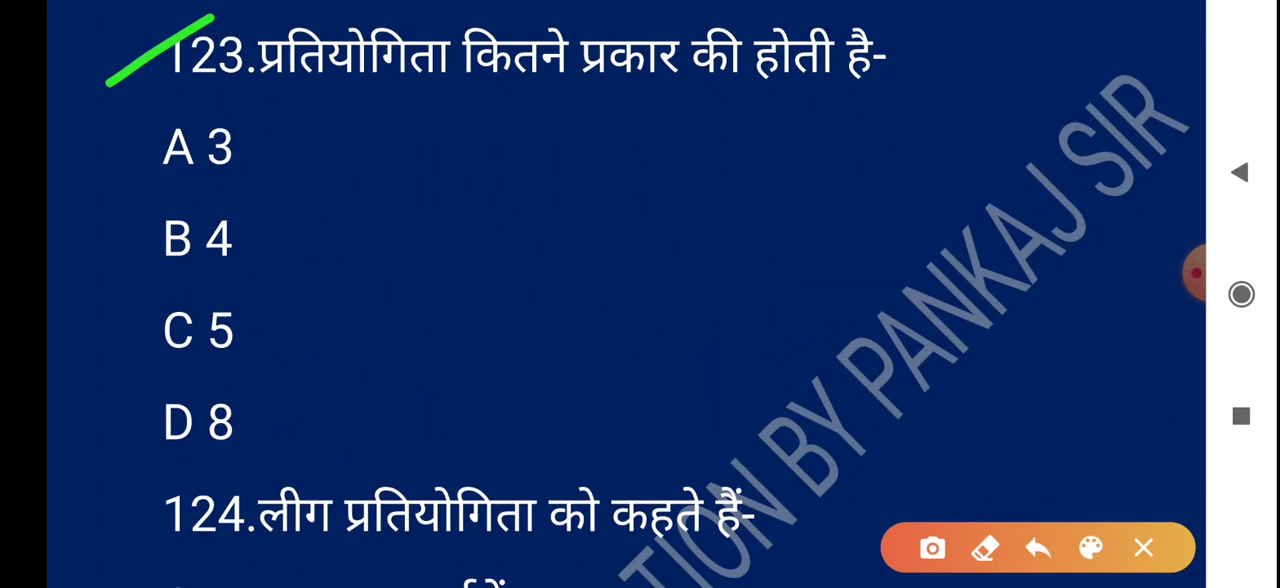 123.प्रतियोगिता कितने प्रकार की होती है-
A 3
B 4
C 5
D 8
124.लीग प्रतियोगिता को कहते हैं-
TION BY PANKAJ SIR